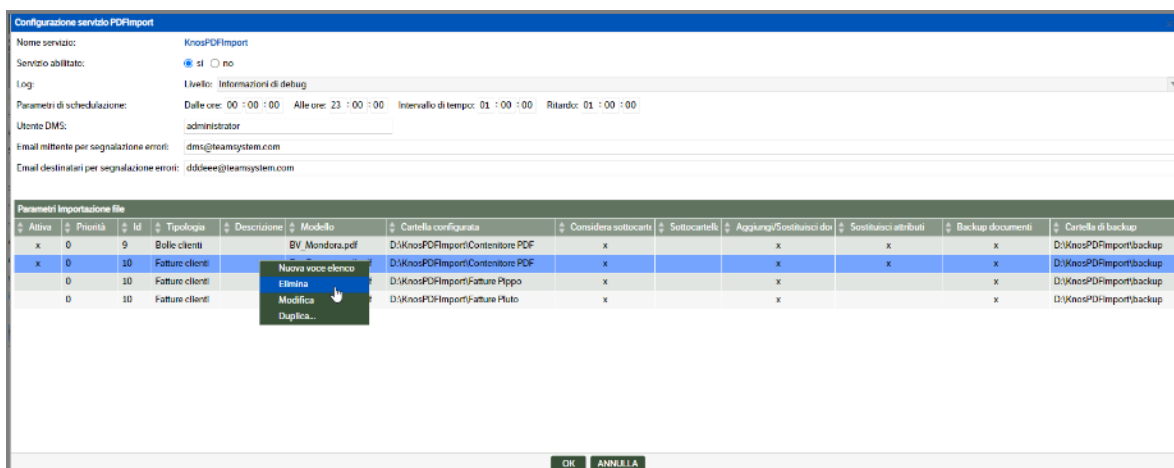 Configurazione servizio PDFImport
Nome servizio: KnosPDFImport
Servizio abilitato: si no
Log: Livello: Informazioni di debug
Parametri di schedulazione: Dalle ore: 00 : 00 : 00 Alle ore: 23 : 00 : 00 Intervallo di tempo: 01 : 00 : 00 Ritardo: 01 : 00 : 00
Utente DMS: administrator
Email mittente per segnalazione errori: dms@teamsystem.com
Email destinatari per segnalazione errori: dddeee@teamsystem.com
Parametri importazione file
Attiva Priorità Id Tipologia Descrizione Modello Cartella configurata Considera sottocarte Sottocartelle Aggiungi/Sostituisci doc Sostituisci attributi Backup documenti Cartella di backup
x 0 9 Bolle clienti BV_Mondora.pdf D:\KnosPDFImport\Contenitore PDF x x x x D:\KnosPDFImport\backup
x 0 10 Fatture clienti D:\KnosPDFImport\Contenitore PDF x x x x D:\KnosPDFImport\backup
0 10 Fatture clienti f D:\KnosPDFImport\Fatture Pippo x x x D:\KnosPDFImport\backup
0 10 Fatture clienti f D:\KnosPDFImport\Fatture Pluto x x x D:\KnosPDFImport\backup
Nuova voce elenco
Elimina
Modifica
Duplica...
OK ANNULLA